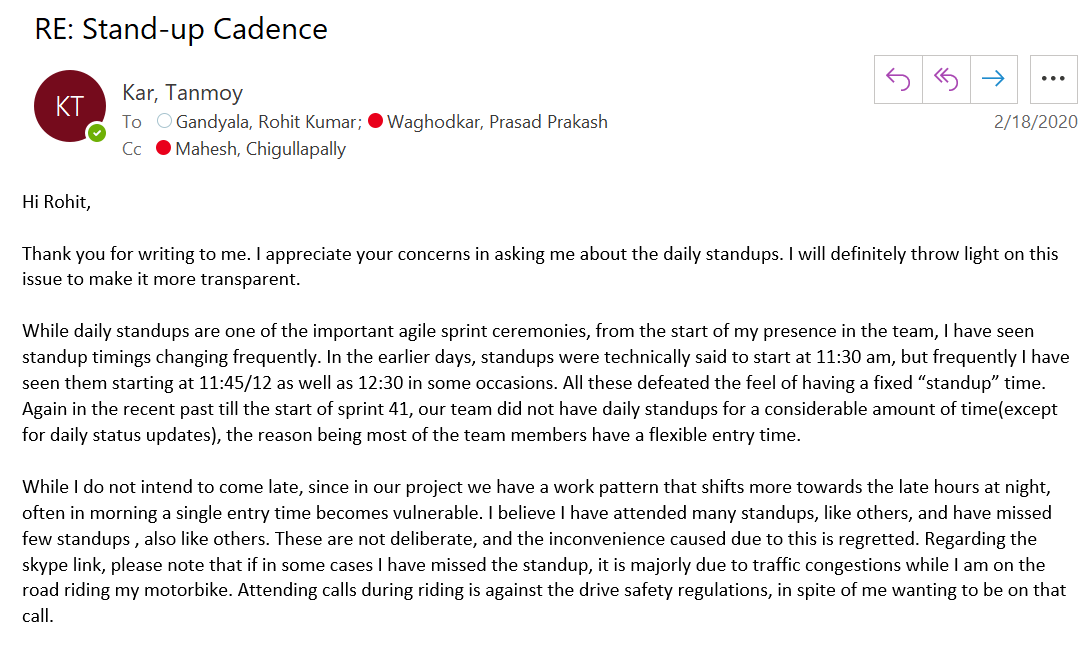 RE: Stand-up Cadence
KT
Kar, Tanmoy
To Gandyala, Rohit Kumar; Waghodkar, Prasad Prakash
2/18/2020
Cc Mahesh, Chigullapally
Hi Rohit,
Thank you for writing to me. I appreciate your concerns in asking me about the daily standups. I will definitely throw light on this
issue to make it more transparent.
While daily standups are one of the important agile sprint ceremonies, from the start of my presence in the team, I have seen
standup timings changing frequently. In the earlier days, standups were technically said to start at 11:30 am, but frequently I have
seen them starting at 11:45/12 as well as 12:30 in some occasions. All these defeated the feel of having a fixed “standup” time.
Again in the recent past till the start of sprint 41, our team did not have daily standups for a considerable amount of time(except
for daily status updates), the reason being most of the team members have a flexible entry time.
While I do not intend to come late, since in our project we have a work pattern that shifts more towards the late hours at night,
often in morning a single entry time becomes vulnerable. I believe I have attended many standups, like others, and have missed
few standups , also like others. These are not deliberate, and the inconvenience caused due to this is regretted. Regarding the
skype link, please note that if in some cases I have missed the standup, it is majorly due to traffic congestions while I am on the
road riding my motorbike. Attending calls during riding is against the drive safety regulations, in spite of me wanting to be on that
call.